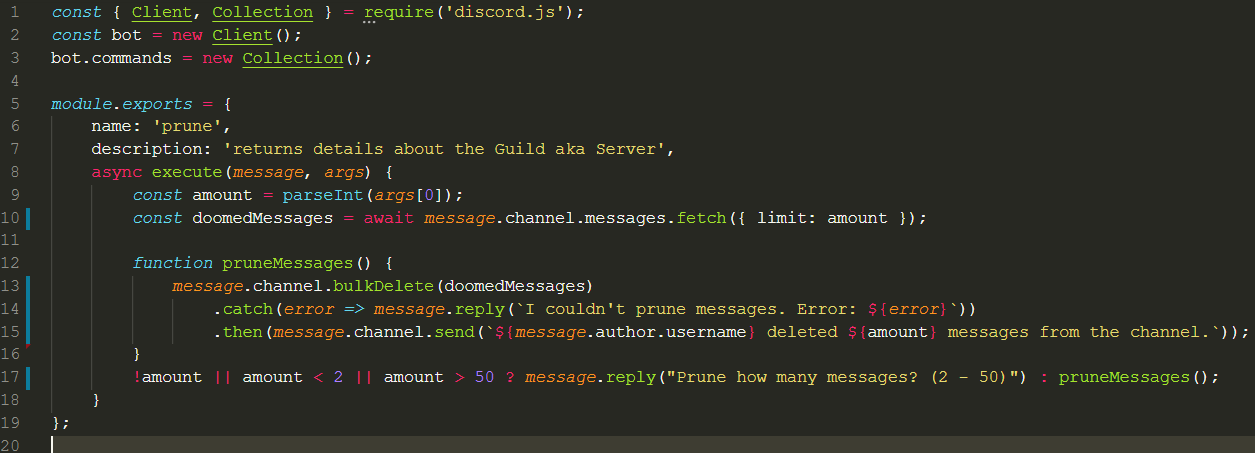 1 const { Client, Collection } = require('discord.js');
2 const bot = new Client();
3 bot.commands = new Collection();
4
5 module.exports = {
6 name: 'prune',
7 description: 'returns details about the Guild aka Server',
8 async execute(message, args) {
9 const amount = parseInt(args[0]);
10 const doomedMessages = await message.channel.messages.fetch({ limit: amount });
11
12 function pruneMessages() {
13 message.channel.bulkDelete(doomedMessages)
14 .catch(error => message.reply(`I couldn't prune messages. Error: ${error}`))
15 .then(message.channel.send(`${message.author.username} deleted ${amount} messages from the channel.`));
16 }
17 !amount || amount < 2 || amount > 50 ? message.reply("Prune how many messages? (2 - 50)") : pruneMessages();
18 }
19 };
20